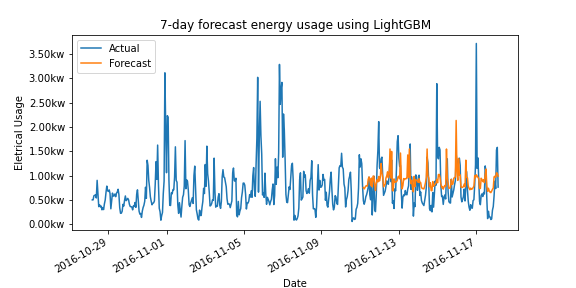 7-day forecast energy usage using LightGBM
Actual
Forecast
3.50kw
3.00kw
2.50kw
2.00kw
1.50kw
1.00kw
0.50kw
0.00kw
Eletrical Usage
2016-10-29
2016-11-01
2016-11-05
2016-11-09
2016-11-13
2016-11-17
Date